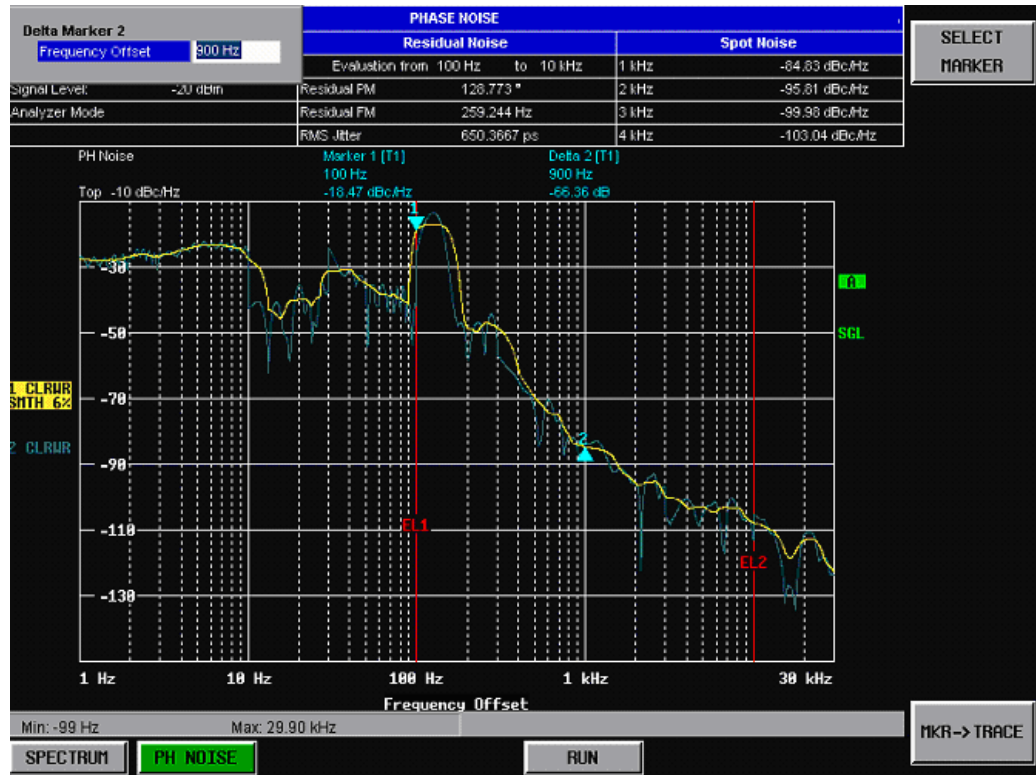 Delta Marker 2
Frequency Offset 900 Hz
PHASE NOISE
Residual Noise Spot Noise
Evaluation from 100 Hz to 10 kHz 1 kHz -84.83 dBc/Hz
Signal Level: -20 dBm Residual PM 128.773 ° 2 kHz -95.81 dBc/Hz
Analyzer Mode Residual FM 259.244 Hz 3 kHz -99.98 dBc/Hz
RMS Jitter 650.3667 ps 4 kHz -103.04 dBc/Hz
SELECT
MARKER
PH Noise Marker 1 [T1] Delta 2 [T1]
100 Hz 900 Hz
Top -10 dBc/Hz -18.47 dBc/Hz -66.36 dB
1
-30
A
-50
SGL
1 CLRWR
SMTH 6%
-70
2
2 CLRWR
-90
-110
EL1
EL2
-130
1 Hz 10 Hz 100 Hz 1 kHz 30 kHz
Frequency Offset
Min: -99 Hz Max: 29.90 kHz
MKR->TRACE
SPECTRUM PH NOISE RUN